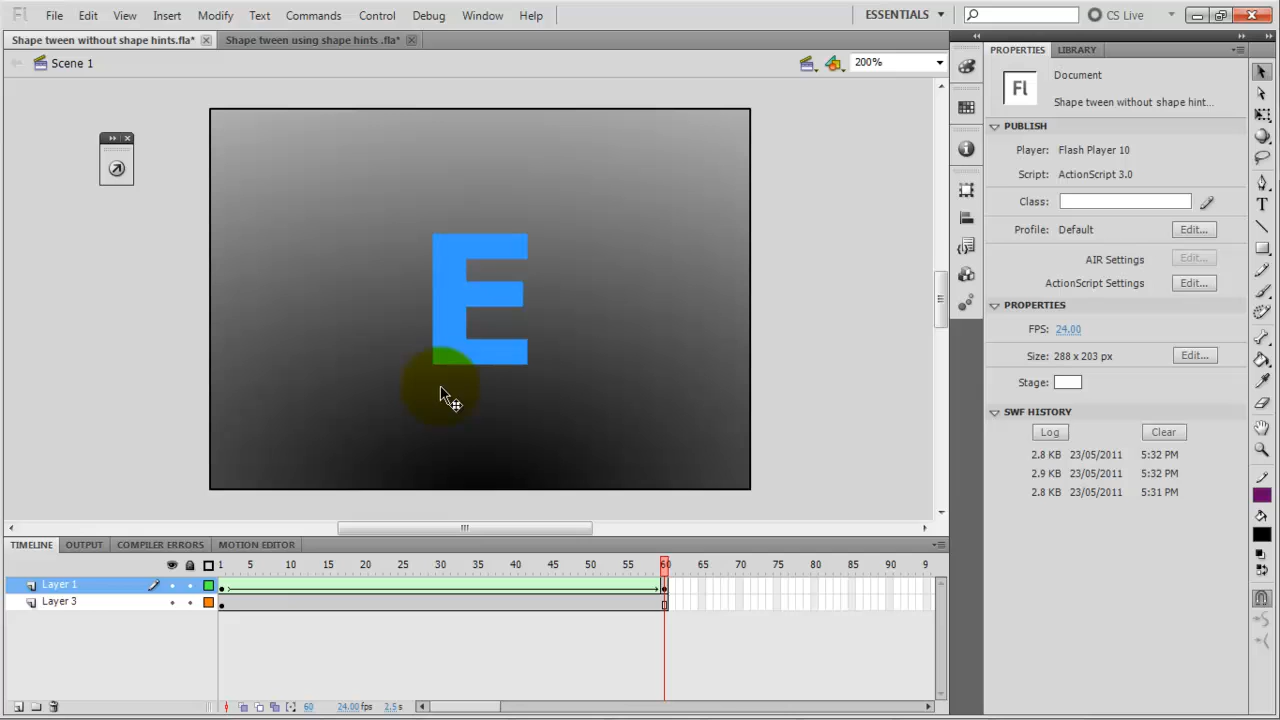 Fl File Edit View Insert Modify Text Commands Control Debug Window Help ESSENTIALS CS Live
Shape tween without shape hints.fla* Shape tween using shape hints .fla*
Scene 1 200%
E
PROPERTIES LIBRARY
Fl Document
Shape tween without shape hint...
PUBLISH
Player: Flash Player 10
Script: ActionScript 3.0
Class:
Profile: Default Edit...
AIR Settings Edit...
ActionScript Settings Edit...
PROPERTIES
FPS: 24.00
Size: 288 x 203 px Edit...
Stage:
SWF HISTORY
Log Clear
2.8 KB 23/05/2011 5:32 PM
2.9 KB 23/05/2011 5:32 PM
2.8 KB 23/05/2011 5:31 PM
TIMELINE OUTPUT COMPILER ERRORS MOTION EDITOR
1 5 10 15 20 25 30 35 40 45 50 55 60 65 70 75 80 85 90 9
Layer 1
Layer 3
60 24.00 fps 2.5 s